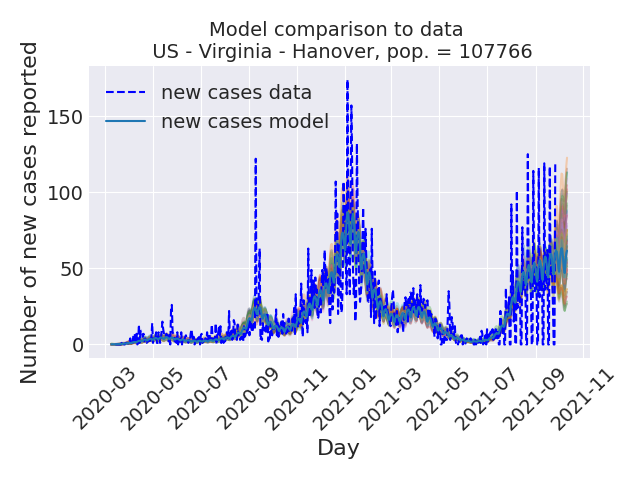 Model comparison to data
US - Virginia - Hanover, pop. = 107766
Number of new cases reported
new cases data
new cases model
150
100
50
0
2020-03
2020-05
2020-07
2020-09
2020-11
2021-01
2021-03
2021-05
2021-07
2021-09
2021-11
Day